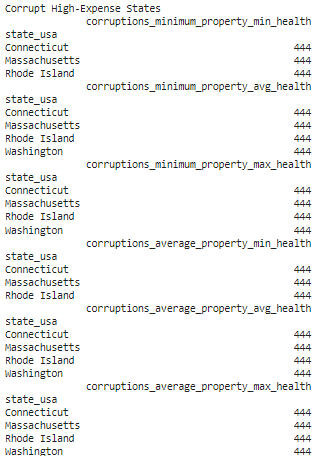 Corrupt High-Expense States
corruptions_minimum_property_min_health
state_usa
Connecticut 444
Massachusetts 444
Rhode Island 444
corruptions_minimum_property_avg_health
state_usa
Connecticut 444
Massachusetts 444
Rhode Island 444
Washington 444
corruptions_minimum_property_max_health
state_usa
Connecticut 444
Massachusetts 444
Rhode Island 444
Washington 444
corruptions_average_property_min_health
state_usa
Connecticut 444
Massachusetts 444
Rhode Island 444
corruptions_average_property_avg_health
state_usa
Connecticut 444
Massachusetts 444
Rhode Island 444
Washington 444
corruptions_average_property_max_health
state_usa
Connecticut 444
Massachusetts 444
Rhode Island 444
Washington 444